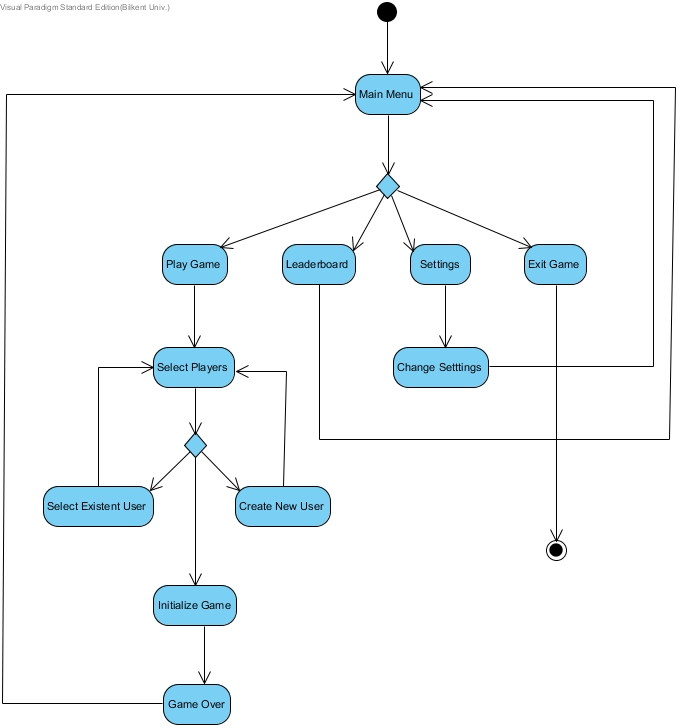 Visual Paradigm Standard Edition(Bilkent Univ.)
Main Menu
Play Game
Leaderboard
Settings
Exit Game
Select Players
Change Setttings
Select Existent User
Create New User
Initialize Game
Game Over